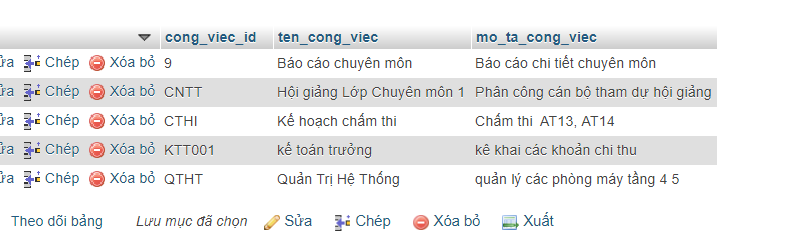 cong_viec_id ten_cong_viec mo_ta_cong_viec
ửa Chép Xóa bỏ 9 Báo cáo chuyên môn Báo cáo chi tiết chuyên môn
ửa Chép Xóa bỏ CNTT Hội giảng Lớp Chuyên môn 1 Phân công cán bộ tham dự hội giảng
ửa Chép Xóa bỏ CTHI Kế hoạch chấm thi Chấm thi AT13, AT14
ửa Chép Xóa bỏ KTT001 kế toán trưởng kê khai các khoản chi thu
ửa Chép Xóa bỏ QTHT Quản Trị Hệ Thống quản lý các phòng máy tầng 4 5
Theo dõi bảng Lưu mục đã chọn Sửa Chép Xóa bỏ Xuất